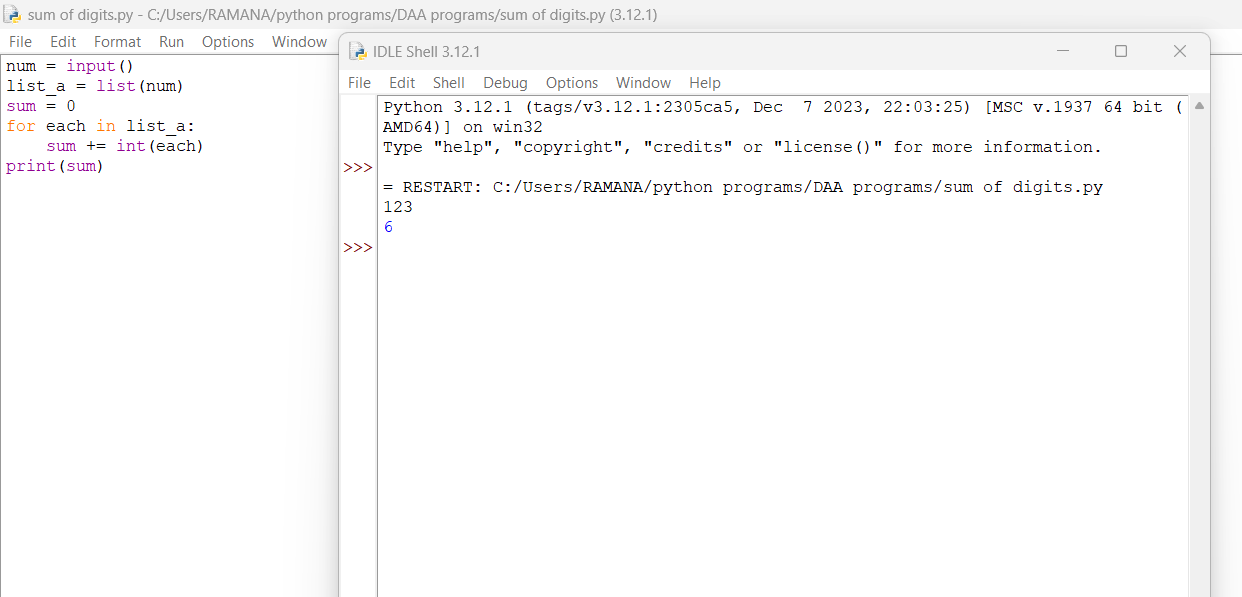 sum of digits.py - C:/Users/RAMANA/python programs/DAA programs/sum of digits.py (3.12.1)
File Edit Format Run Options Window
num = input()
list_a = list(num)
sum = 0
for each in list_a:
    sum += int(each)
print(sum)
IDLE Shell 3.12.1
File Edit Shell Debug Options Window Help
Python 3.12.1 (tags/v3.12.1:2305ca5, Dec  7 2023, 22:03:25) [MSC v.1937 64 bit (
AMD64)] on win32
Type "help", "copyright", "credits" or "license()" for more information.
>>>
= RESTART: C:/Users/RAMANA/python programs/DAA programs/sum of digits.py
123
6
>>>